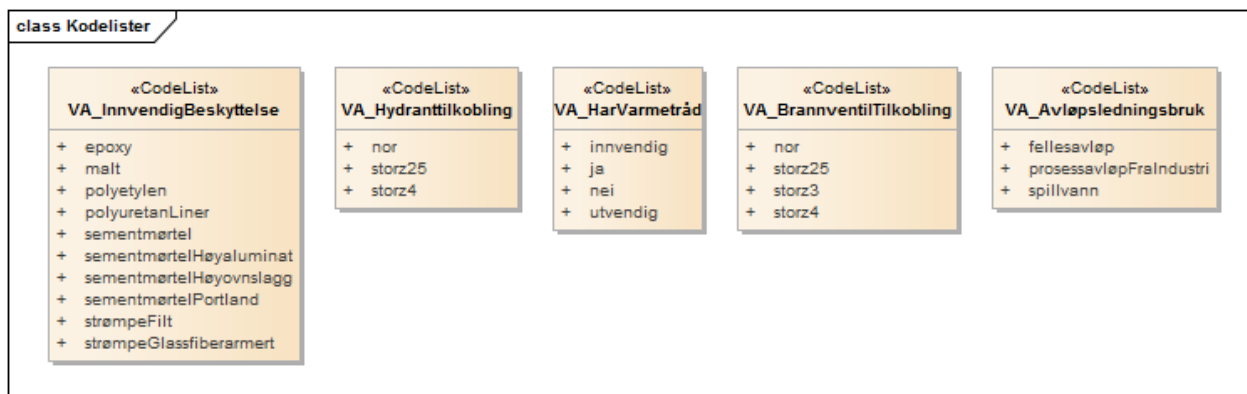 class Kodelister
«CodeList»
VA_InnvendigBeskyttelse
+ epoxy
+ malt
+ polyetylen
+ polyuretanLiner
+ sementmørtel
+ sementmørtelHøyaluminat
+ sementmørtelHøyovnslagg
+ sementmørtelPortland
+ strømpeFilt
+ strømpeGlassfiberarmert
«CodeList»
VA_Hydranttilkobling
+ nor
+ storz25
+ storz4
«CodeList»
VA_HarVarmetråd
+ innvendig
+ ja
+ nei
+ utvendig
«CodeList»
VA_BrannventilTilkobling
+ nor
+ storz25
+ storz3
+ storz4
«CodeList»
VA_Avløpsledningsbruk
+ fellesavløp
+ prosessavløpFraIndustri
+ spillvann